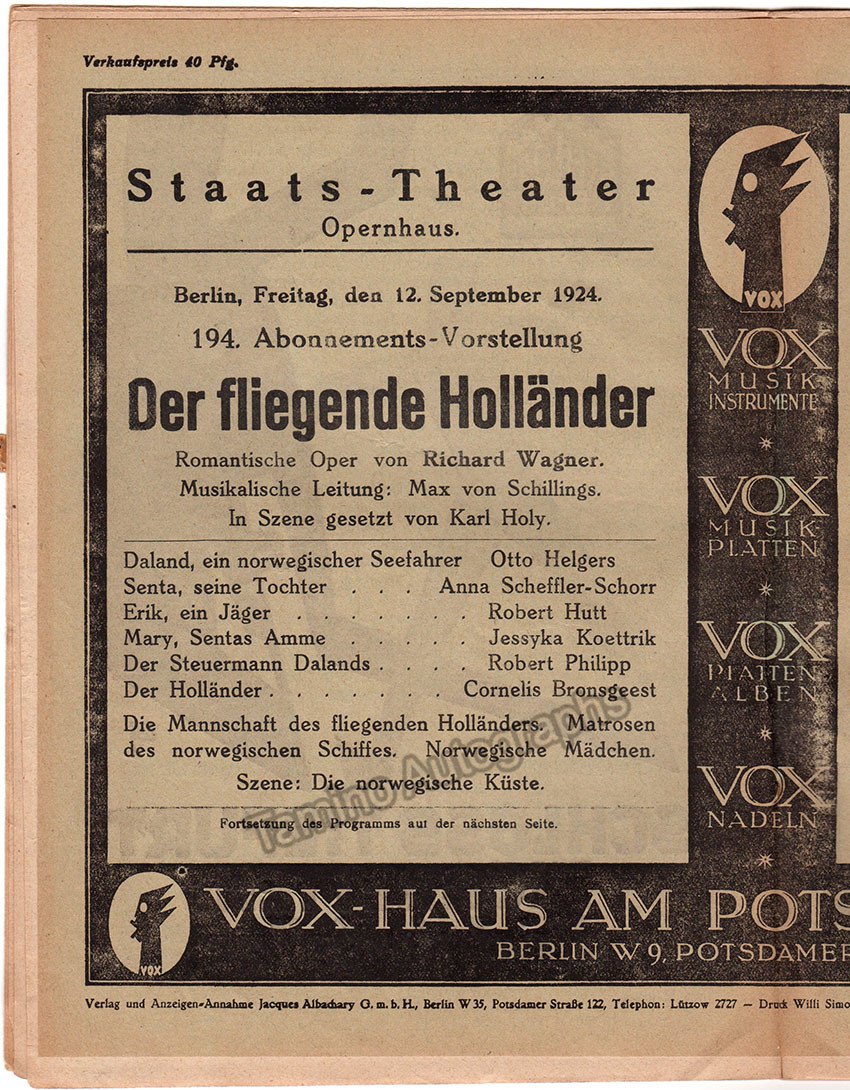 Verkaufspreis 40 Pfg.
Staats-Theater
Opernhaus.
Berlin, Freitag, den 12. September 1924.
194. Abonnements-Vorstellung
Der fliegende Holländer
Romantische Oper von Richard Wagner.
Musikalische Leitung: Max von Schillings.
In Szene gesetzt von Karl Holy.
Daland, ein norwegischer Seefahrer Otto Helgers
Senta, seine Tochter . . . Anna Scheffler-Schorr
Erik, ein Jäger . . . . . . . Robert Hutt
Mary, Sentas Amme . . . . . Jessyka Koettrik
Der Steuermann Dalands . . . . Robert Philipp
Der Holländer . . . . . . . Cornelis Bronsgeest
Die Mannschaft des fliegenden Holländers. Matrosen
des norwegischen Schiffes. Norwegische Mädchen.
Szene: Die norwegische Küste.
Fortsetzung des Programms auf der nächsten Seite.
Tamino Autographs
VOX
VOX
MUSIK
INSTRUMENTE
VOX
MUSIK-
PLATTEN
VOX
PLATTEN
ALBEN
VOX
NADELN
VOX
VOX-HAUS AM POTS
BERLIN W 9, POTSDAMER
Verlag und Anzeigen-Annahme Jacques Albachary G. m. b. H., Berlin W 35, Potsdamer Straße 122, Telephon: Lützow 2727 — Druck Willi Simo